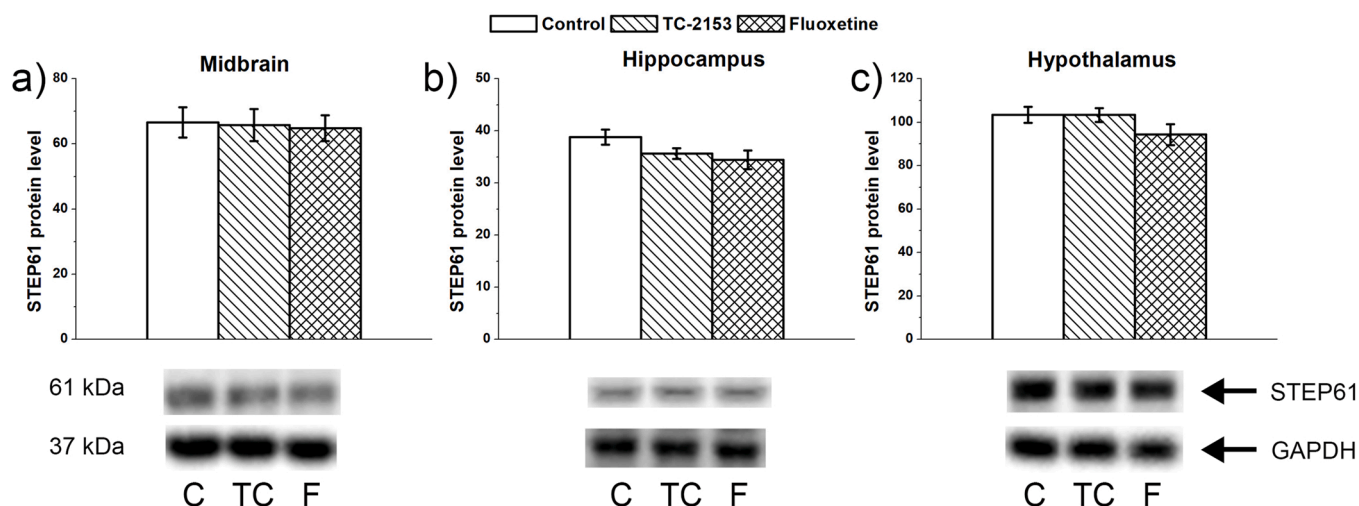 Control TC-2153 Fluoxetine
a) Midbrain
STEP61 protein level
80
60
40
20
0
b) Hippocampus
STEP61 protein level
50
40
30
20
10
0
c) Hypothalamus
STEP61 protein level
120
100
80
60
40
20
0
61 kDa
STEP61
37 kDa
GAPDH
C TC F
C TC F
C TC F